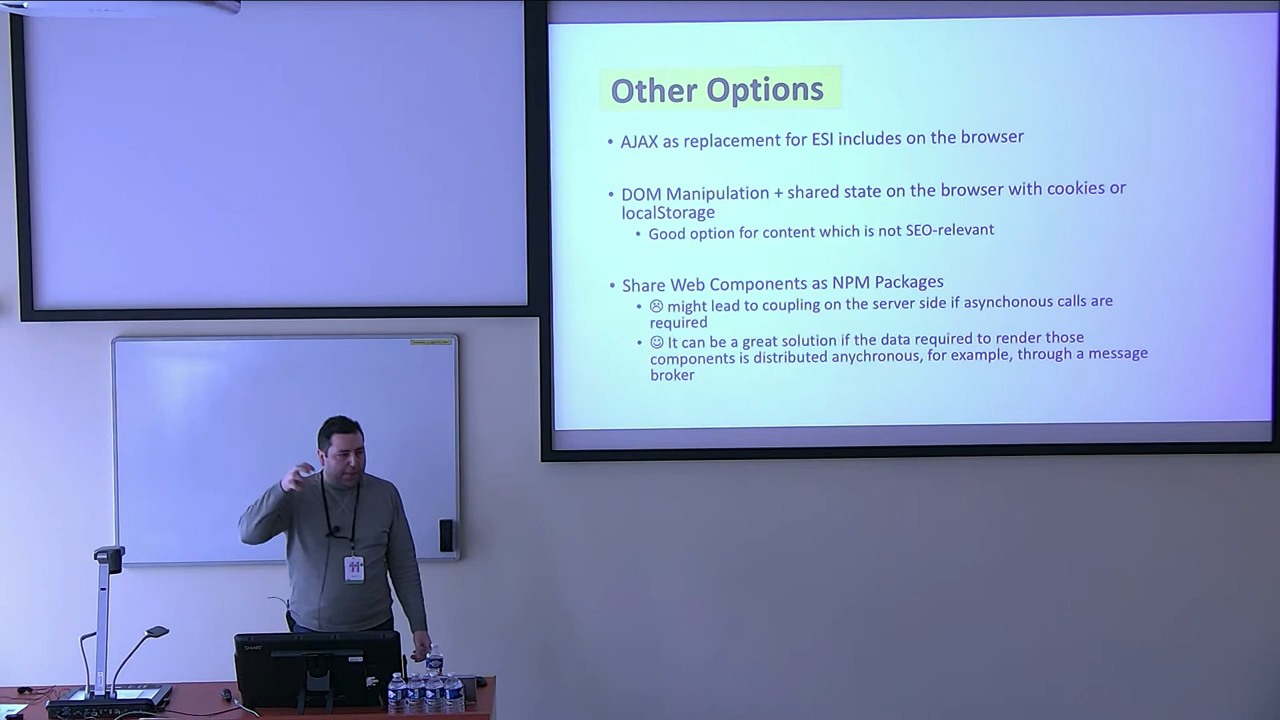 Other Options
• AJAX as replacement for ESI includes on the browser
• DOM Manipulation + shared state on the browser with cookies or
localStorage
• Good option for content which is not SEO-relevant
• Share Web Components as NPM Packages
• ☹ might lead to coupling on the server side if asynchonous calls are
required
• ☺ It can be a great solution if the data required to render those
components is distributed anychronous, for example, through a message
broker
SMART